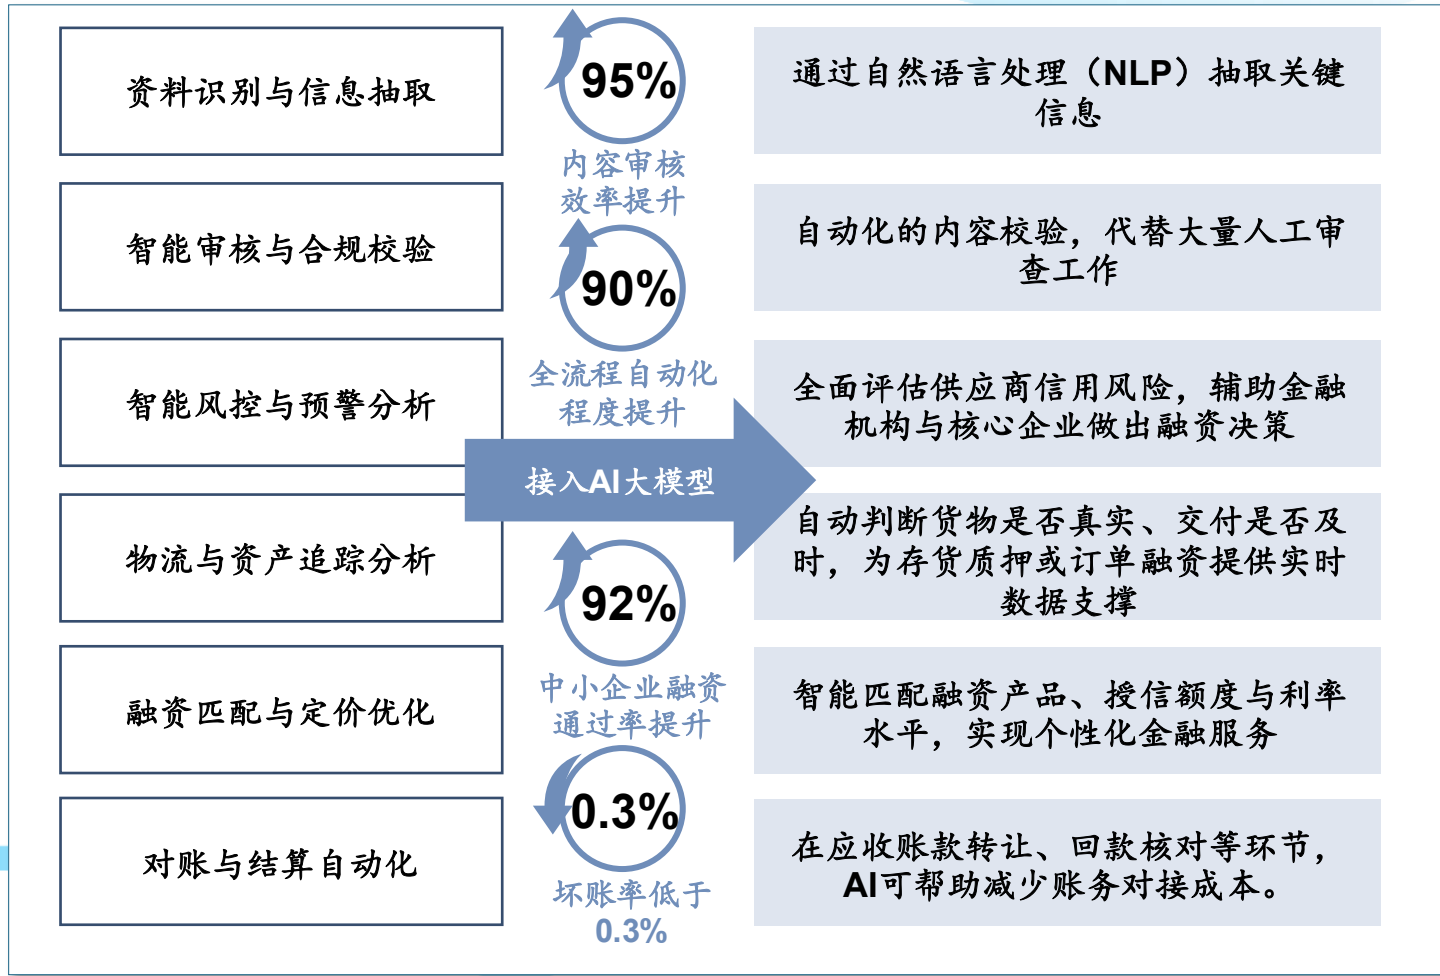 资料识别与信息抽取
智能审核与合规校验
智能风控与预警分析
物流与资产追踪分析
融资匹配与定价优化
对账与结算自动化
95%
内容审核
效率提升
90%
全流程自动化
程度提升
接入AI大模型
92%
中小企业融资
通过率提升
0.3%
坏账率低于
0.3%
通过自然语言处理（NLP）抽取关键
信息
自动化的内容校验，代替大量人工审
查工作
全面评估供应商信用风险，辅助金融
机构与核心企业做出融资决策
自动判断货物是否真实、交付是否及
时，为存货质押或订单融资提供实时
数据支撑
智能匹配融资产品、授信额度与利率
水平，实现个性化金融服务
在应收账款转让、回款核对等环节，
AI可帮助减少账务对接成本。